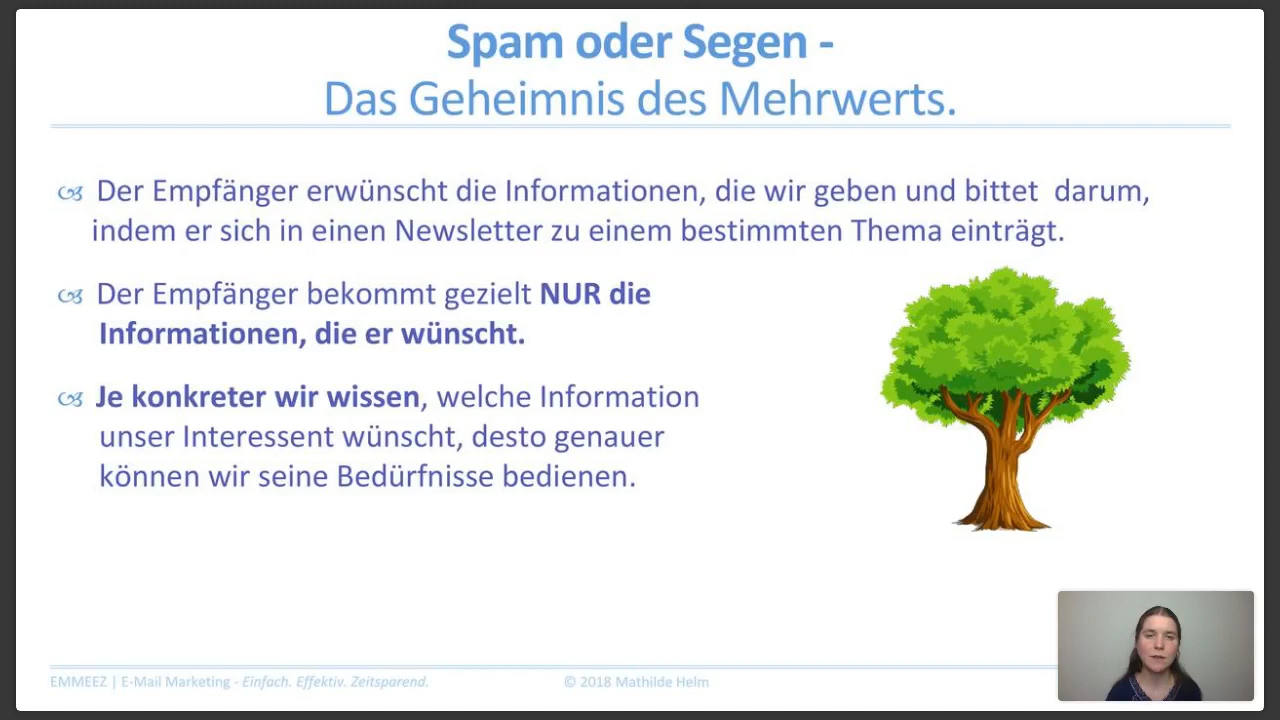 Spam oder Segen -
Das Geheimnis des Mehrwerts.
Der Empfänger erwünscht die Informationen, die wir geben und bittet darum,
indem er sich in einen Newsletter zu einem bestimmten Thema einträgt.
Der Empfänger bekommt gezielt NUR die
Informationen, die er wünscht.
Je konkreter wir wissen, welche Information
unser Interessent wünscht, desto genauer
können wir seine Bedürfnisse bedienen.
EMMEEZ | E-Mail Marketing - Einfach. Effektiv. Zeitsparend.
© 2018 Mathilde Helm